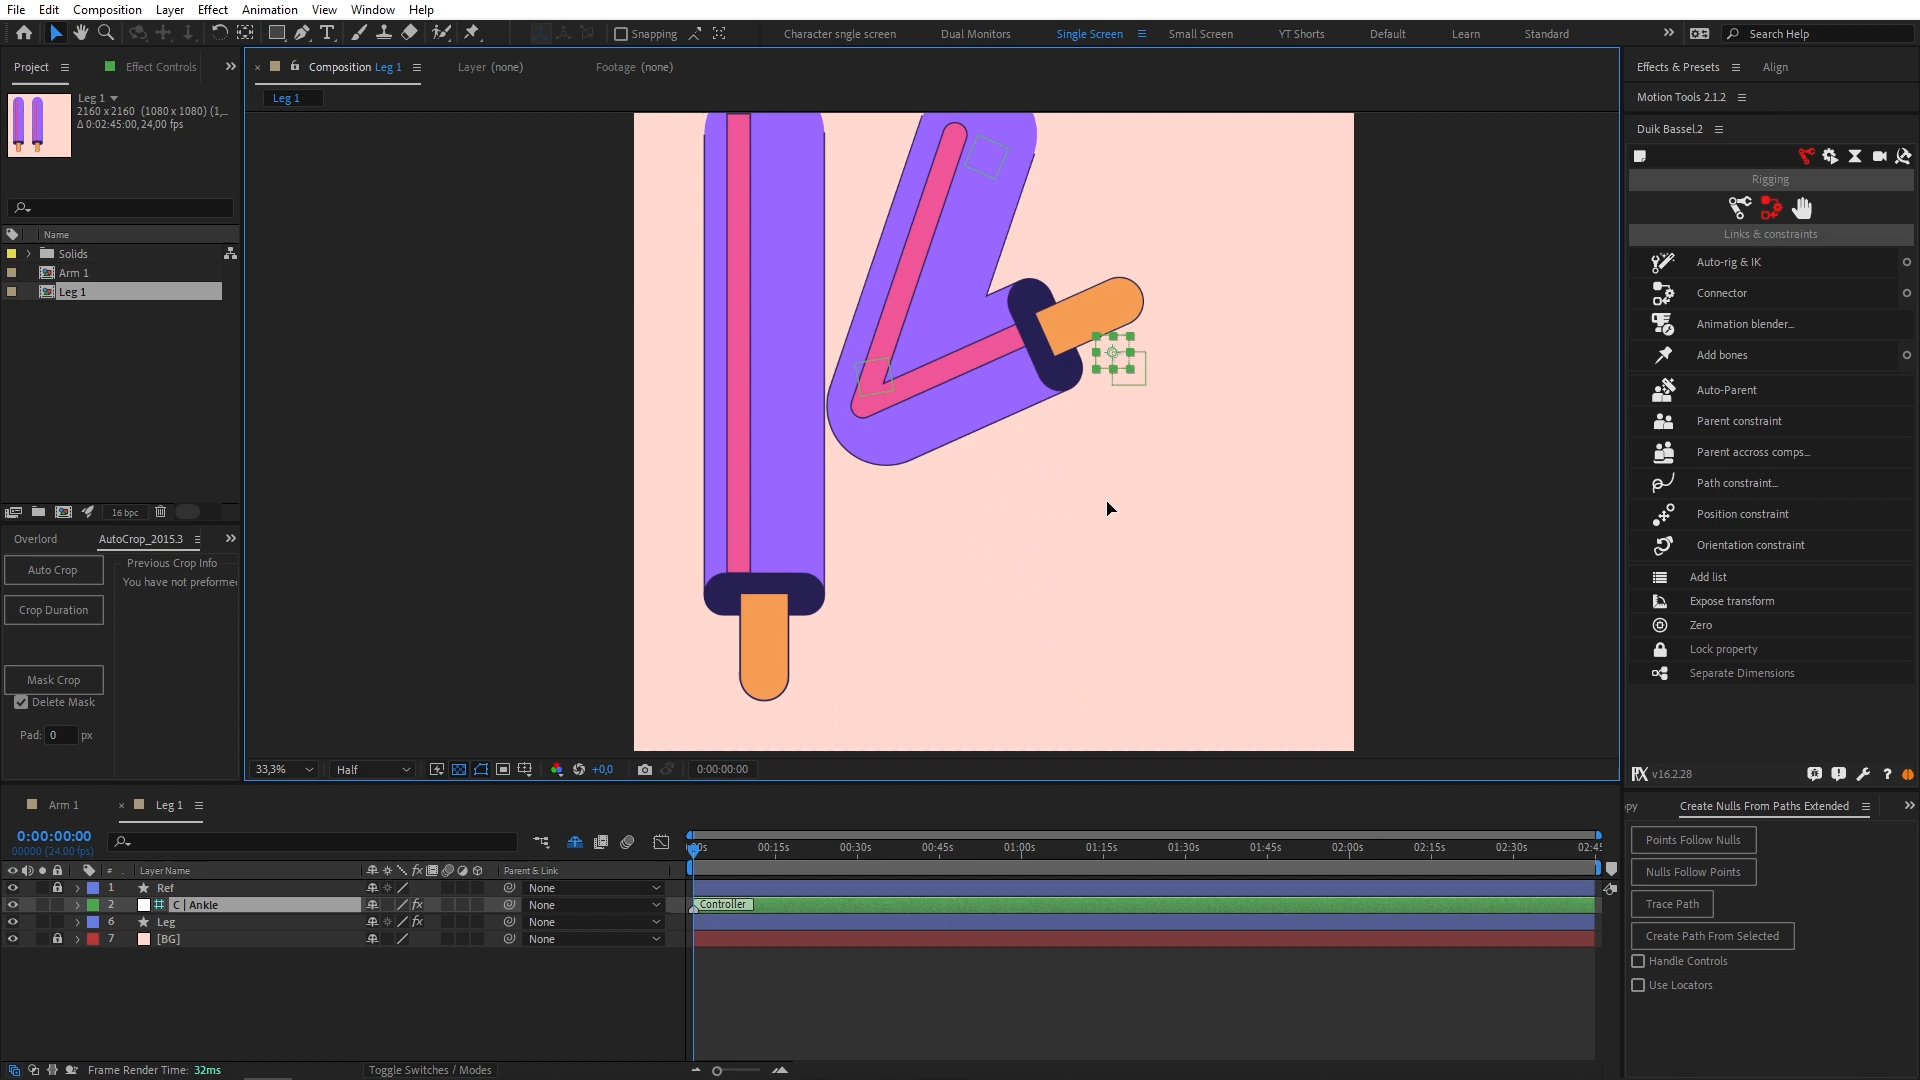 File Edit Composition Layer Effect Animation View Window Help
Snapping
Character sngle screen Dual Monitors Single Screen Small Screen YT Shorts Default Learn Standard
Search Help
Project Effect Controls
Composition Leg 1 Layer (none) Footage (none)
Leg 1
Leg 1
2160 x 2160 (1080 x 1080) (1,...
Δ 0:02:45:00, 24,00 fps
Name
Solids
Arm 1
Leg 1
16 bpc
Overlord AutoCrop_2015.3
Auto Crop
Crop Duration
Mask Crop
Delete Mask
Pad: 0 px
Previous Crop Info
You have not preforme
33,3% Half +0,0 0:00:00:00
Effects & Presets Align
Motion Tools 2.1.2
Duik Bassel.2
Rigging
Links & constraints
Auto-rig & IK
Connector
Animation blender...
Add bones
Auto-Parent
Parent constraint
Parent accross comps...
Path constraint...
Position constraint
Orientation constraint
Add list
Expose transform
Zero
Lock property
Separate Dimensions
v16.2.28
py Create Nulls From Paths Extended
Points Follow Nulls
Nulls Follow Points
Trace Path
Create Path From Selected
Handle Controls
Use Locators
Arm 1 Leg 1
0:00:00:00
00000 (24.00 fps)
00s 00:15s 00:30s 00:45s 01:00s 01:15s 01:30s 01:45s 02:00s 02:15s 02:30s 02:45
# Layer Name fx Parent & Link
1 Ref None
2 C | Ankle fx None Controller
6 Leg fx None
7 [BG] None
Frame Render Time: 32ms
Toggle Switches / Modes